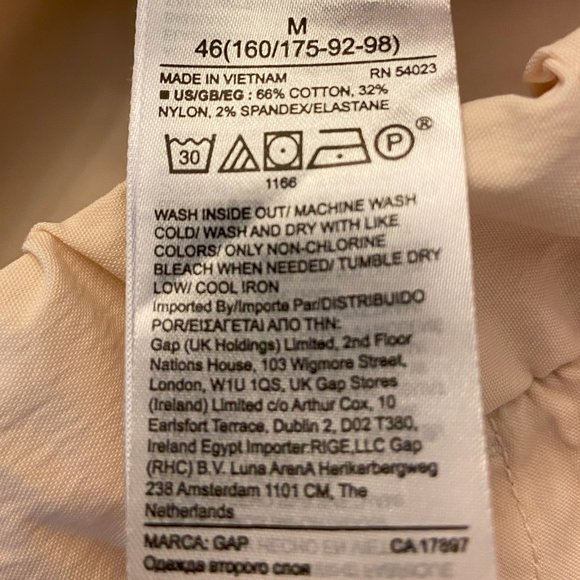 M
46(160/175-92-98)
MADE IN VIETNAM RN 54023
■ US/GB/EG : 66% COTTON, 32%
NYLON, 2% SPANDEX/ELASTANE
30 P ®
1166
WASH INSIDE OUT/ MACHINE WASH
COLD/ WASH AND DRY WITH LIKE
COLORS/ ONLY NON-CHLORINE
BLEACH WHEN NEEDED/ TUMBLE DRY
LOW/ COOL IRON
Imported By/Importe Par/DISTRIBUIDO
POR/ΕΙΣΑΓΕΤΑΙ ΑΠΟ ΤΗΝ:
Gap (UK Holdings) Limited, 2nd Floor
Nations House, 103 Wigmore Street,
London, W1U 1QS, UK Gap Stores
(Ireland) Limited c/o Arthur Cox, 10
Earlsfort Terrace, Dublin 2, D02 T380,
Ireland Egypt Importer:RIGE,LLC Gap
(RHC) B.V. Luna ArenA Herikerbergweg
238 Amsterdam 1101 CM, The
Netherlands
MARCA: GAP CA 17897
Одежда второго слоя